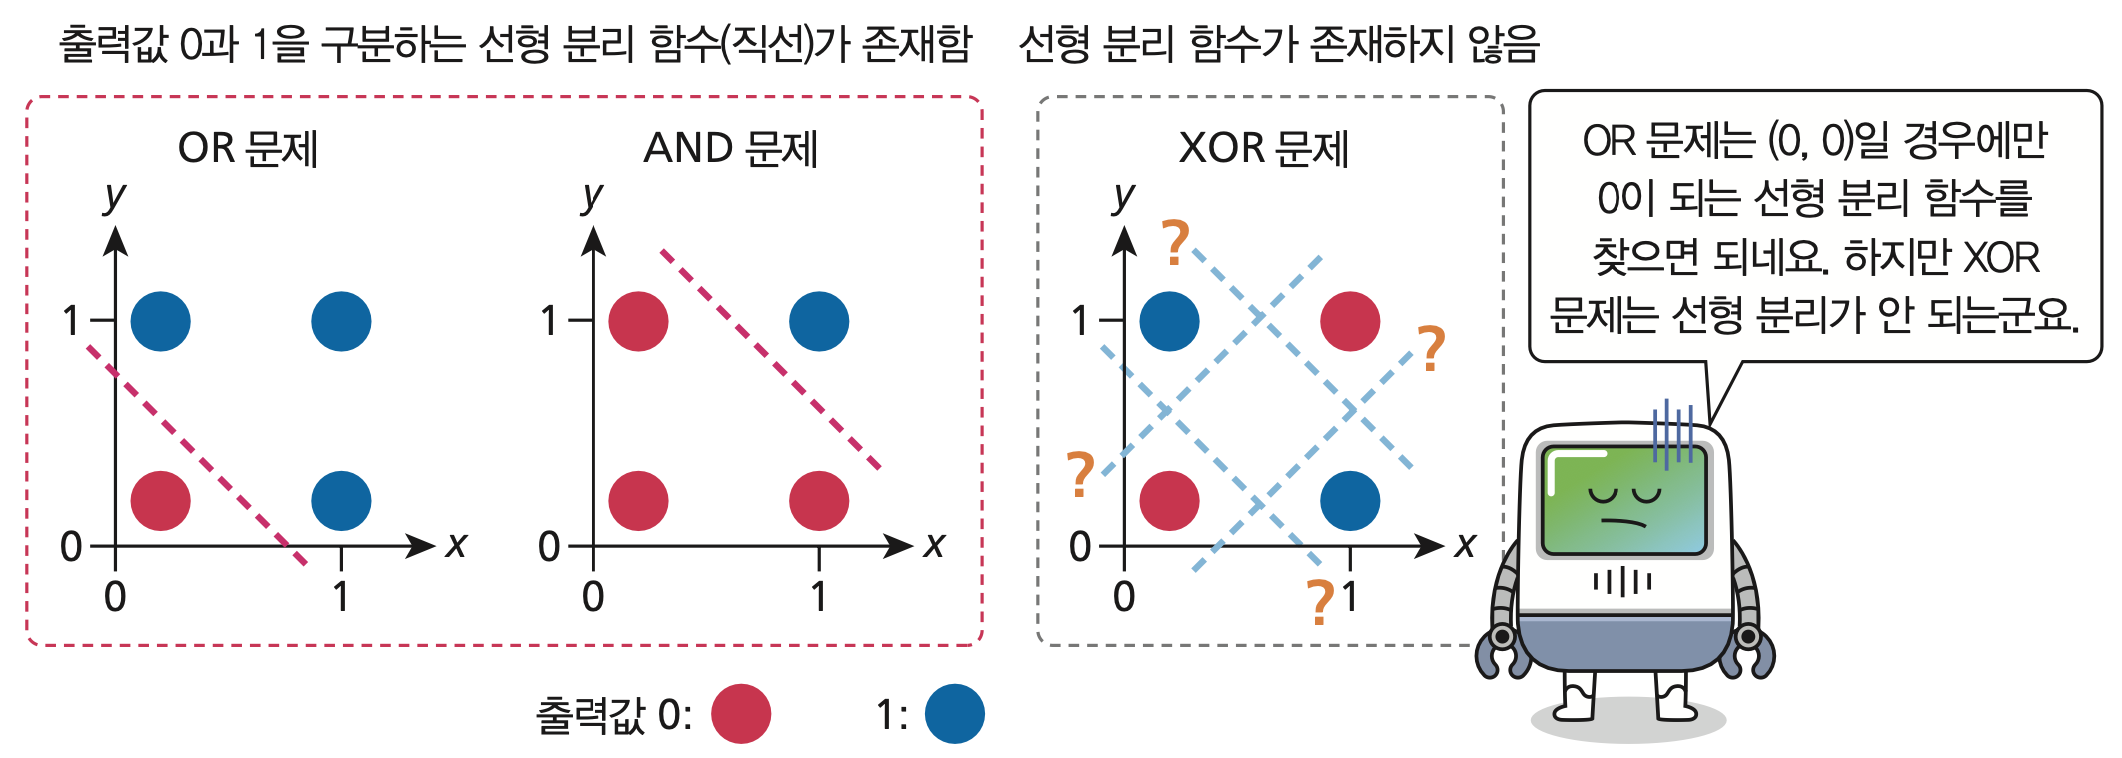 출력값 0과 1을 구분하는 선형 분리 함수(직선)가 존재함
선형 분리 함수가 존재하지 않음
OR 문제
y
1
0
0
1
x
AND 문제
y
1
0
0
1
x
XOR 문제
y
?
1
?
?
0
0
?
1
x
OR 문제는 (0, 0)일 경우에만
0이 되는 선형 분리 함수를
찾으면 되네요. 하지만 XOR
문제는 선형 분리가 안 되는군요.
출력값 0:
1: